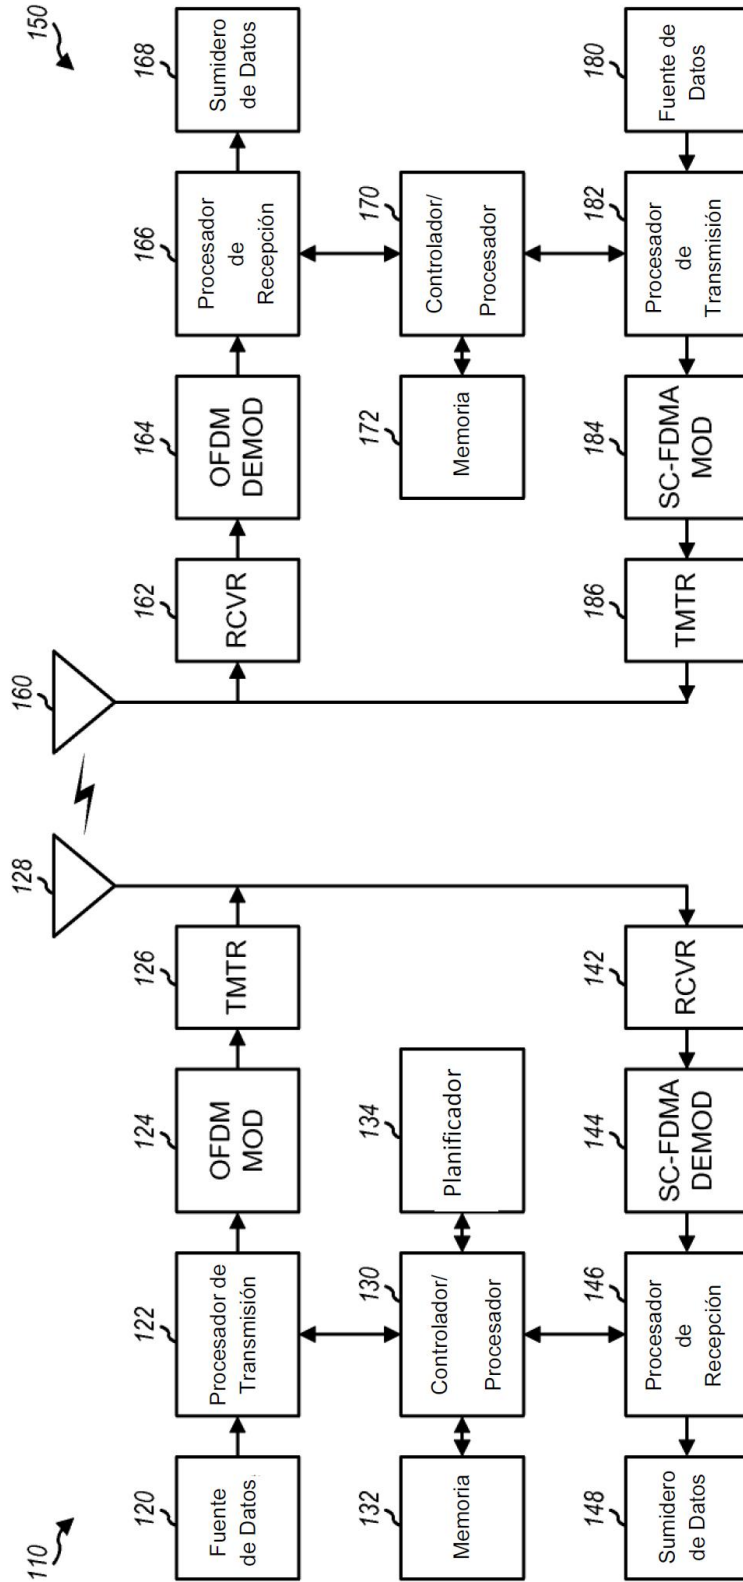 110
120
Fuente
de Datos
122
Procesador de
Transmisión
124
OFDM
MOD
126
TMTR
128
132
Memoria
130
Controlador/
Procesador
134
Planificador
148
Sumidero
de Datos
146
Procesador
de
Recepción
144
SC-FDMA
DEMOD
142
RCVR
150
160
162
RCVR
164
OFDM
DEMOD
166
Procesador
de
Recepción
168
Sumidero
de Datos
172
Memoria
170
Controlador/
Procesador
186
TMTR
184
SC-FDMA
MOD
182
Procesador
de
Transmisión
180
Fuente de
Datos